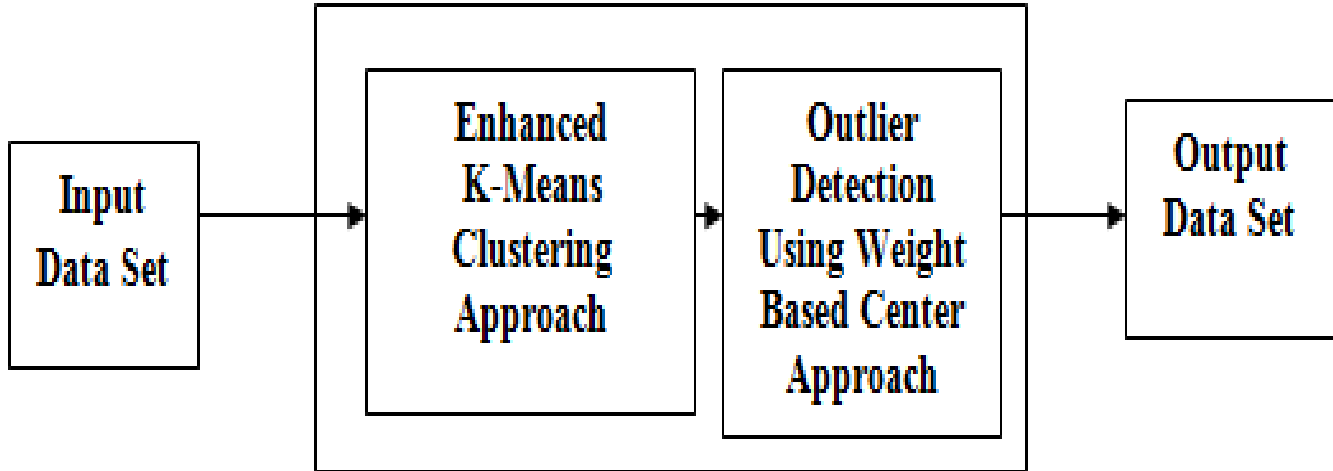 Input
Data Set
Enhanced
K-Means
Clustering
Approach
Outlier
Detection
Using Weight
Based Center
Approach
Output
Data Set